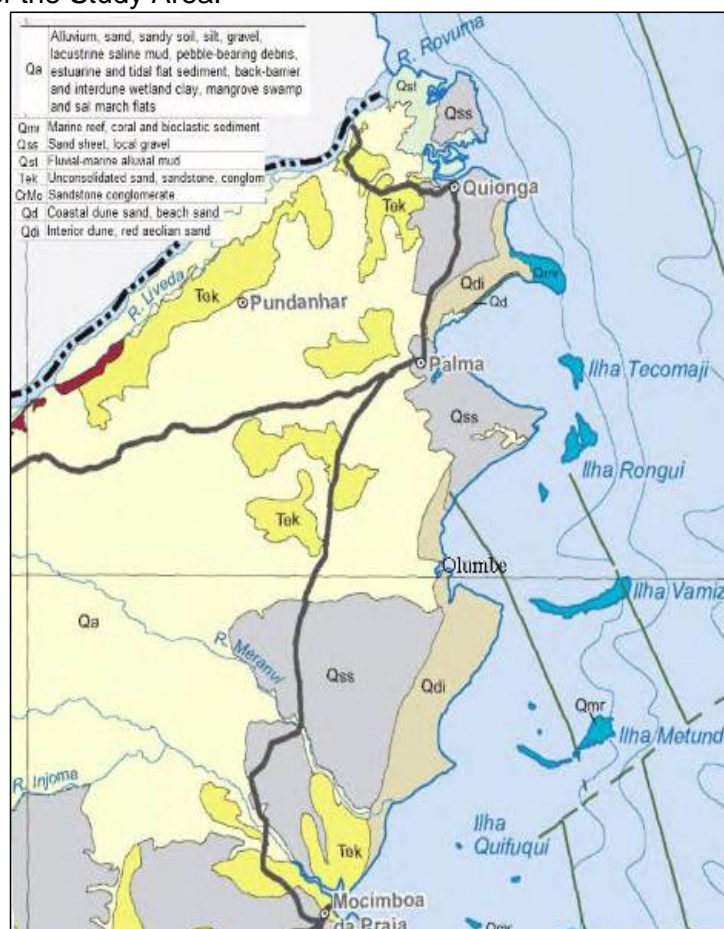 r the Study Area.
Qa Alluvium, sand, sandy soil, silt, gravel,
lacustrine saline mud, pebble-bearing debris,
estuarine and tidal flat sediment, back-barrier
and interdune wetland clay, mangrove swamp
and sal march flats
Qmr Marine reef, coral and bioclastic sediment
Qss Sand sheet, local gravel
Qst Fluvial-marine alluvial mud
Tek Unconsolidated sand, sandstone, conglom
CrMo Sandstone conglomerate
Qd Coastal dune sand, beach sand
Qdi Interior dune, red aeolian sand
R. Rovuma
Qst
Qss
Quionga
Tek
Qmr
Qdi
Qd
R. Liveda
Tek
Pundanhar
Palma
Ilha Tecomaji
Qss
Ilha Rongui
Tek
Olumbe
Ilha Vamiz
Qa
R. Meranvi
Qss
Qdi
Qmr
Ilha Metund
R. Injoma
Ilha
Quifuqui
Tek
Mocimboa
da Praia
Qmr